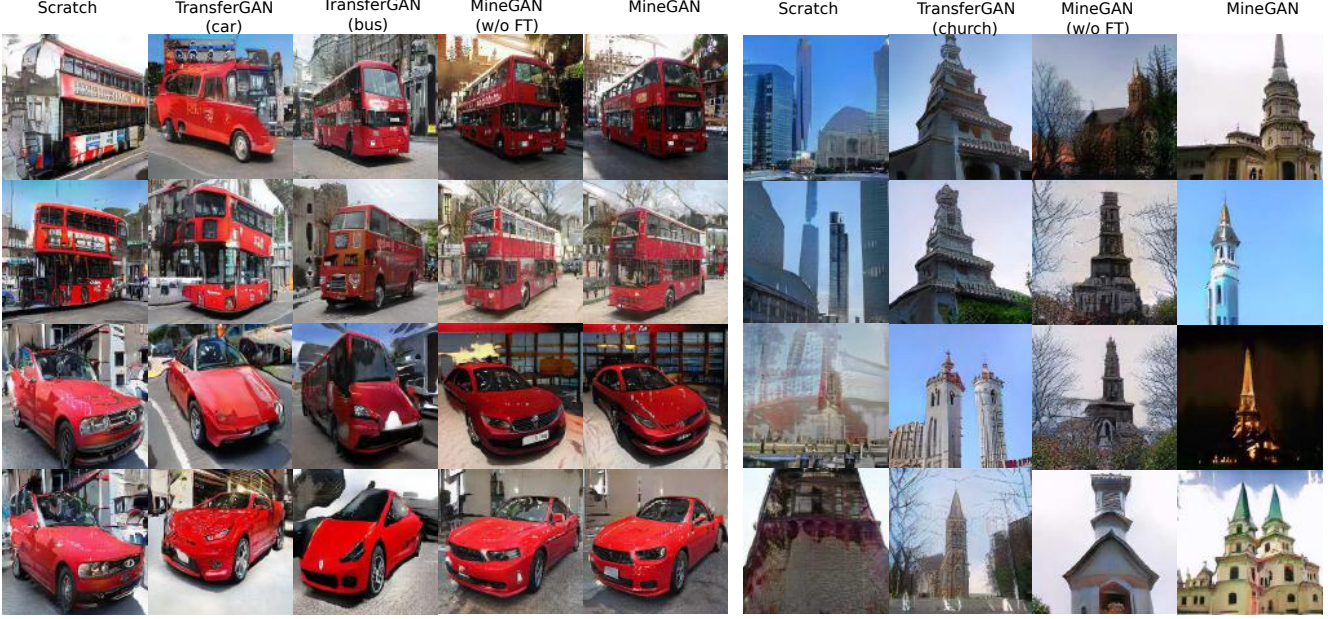 Scratch TransferGAN TransferGAN MineGAN MineGAN Scratch TransferGAN MineGAN MineGAN
(car) (bus) (w/o FT) (church) (w/o FT)